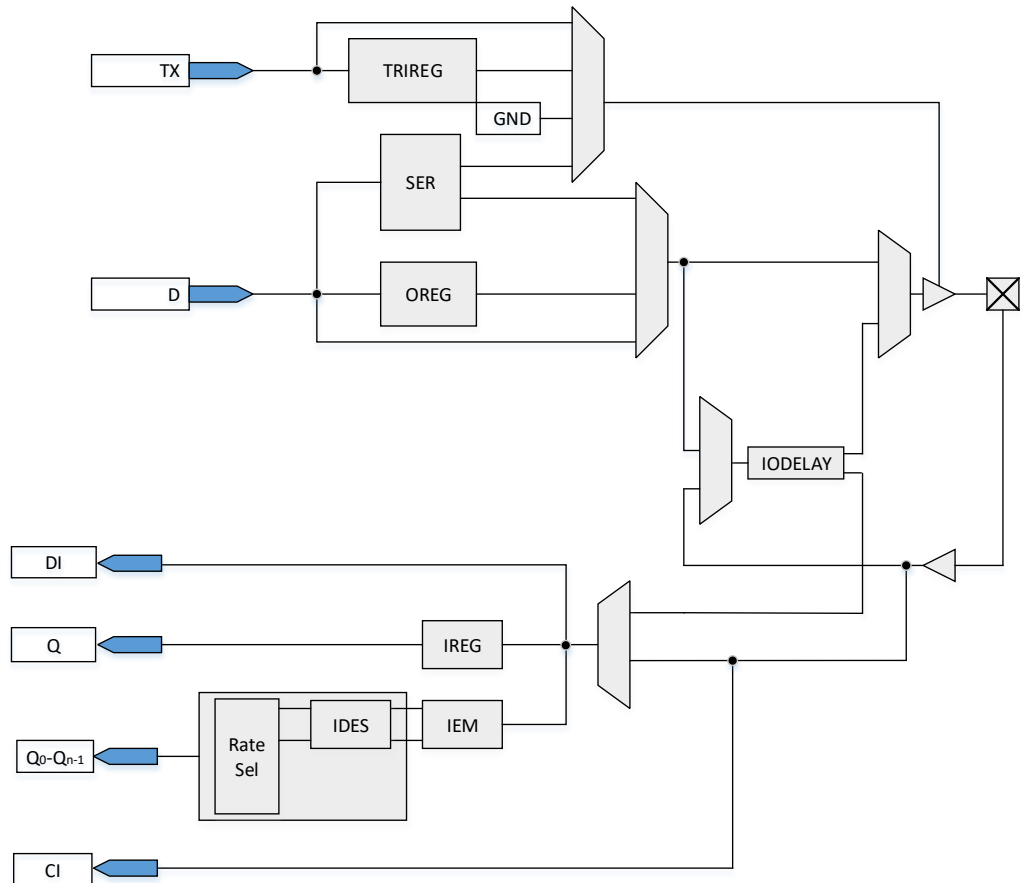 TX
TRIREG
GND
SER
D
OREG
IODELAY
DI
Q
IREG
Q0-Qn-1
Rate
Sel
IDES
IEM
CI